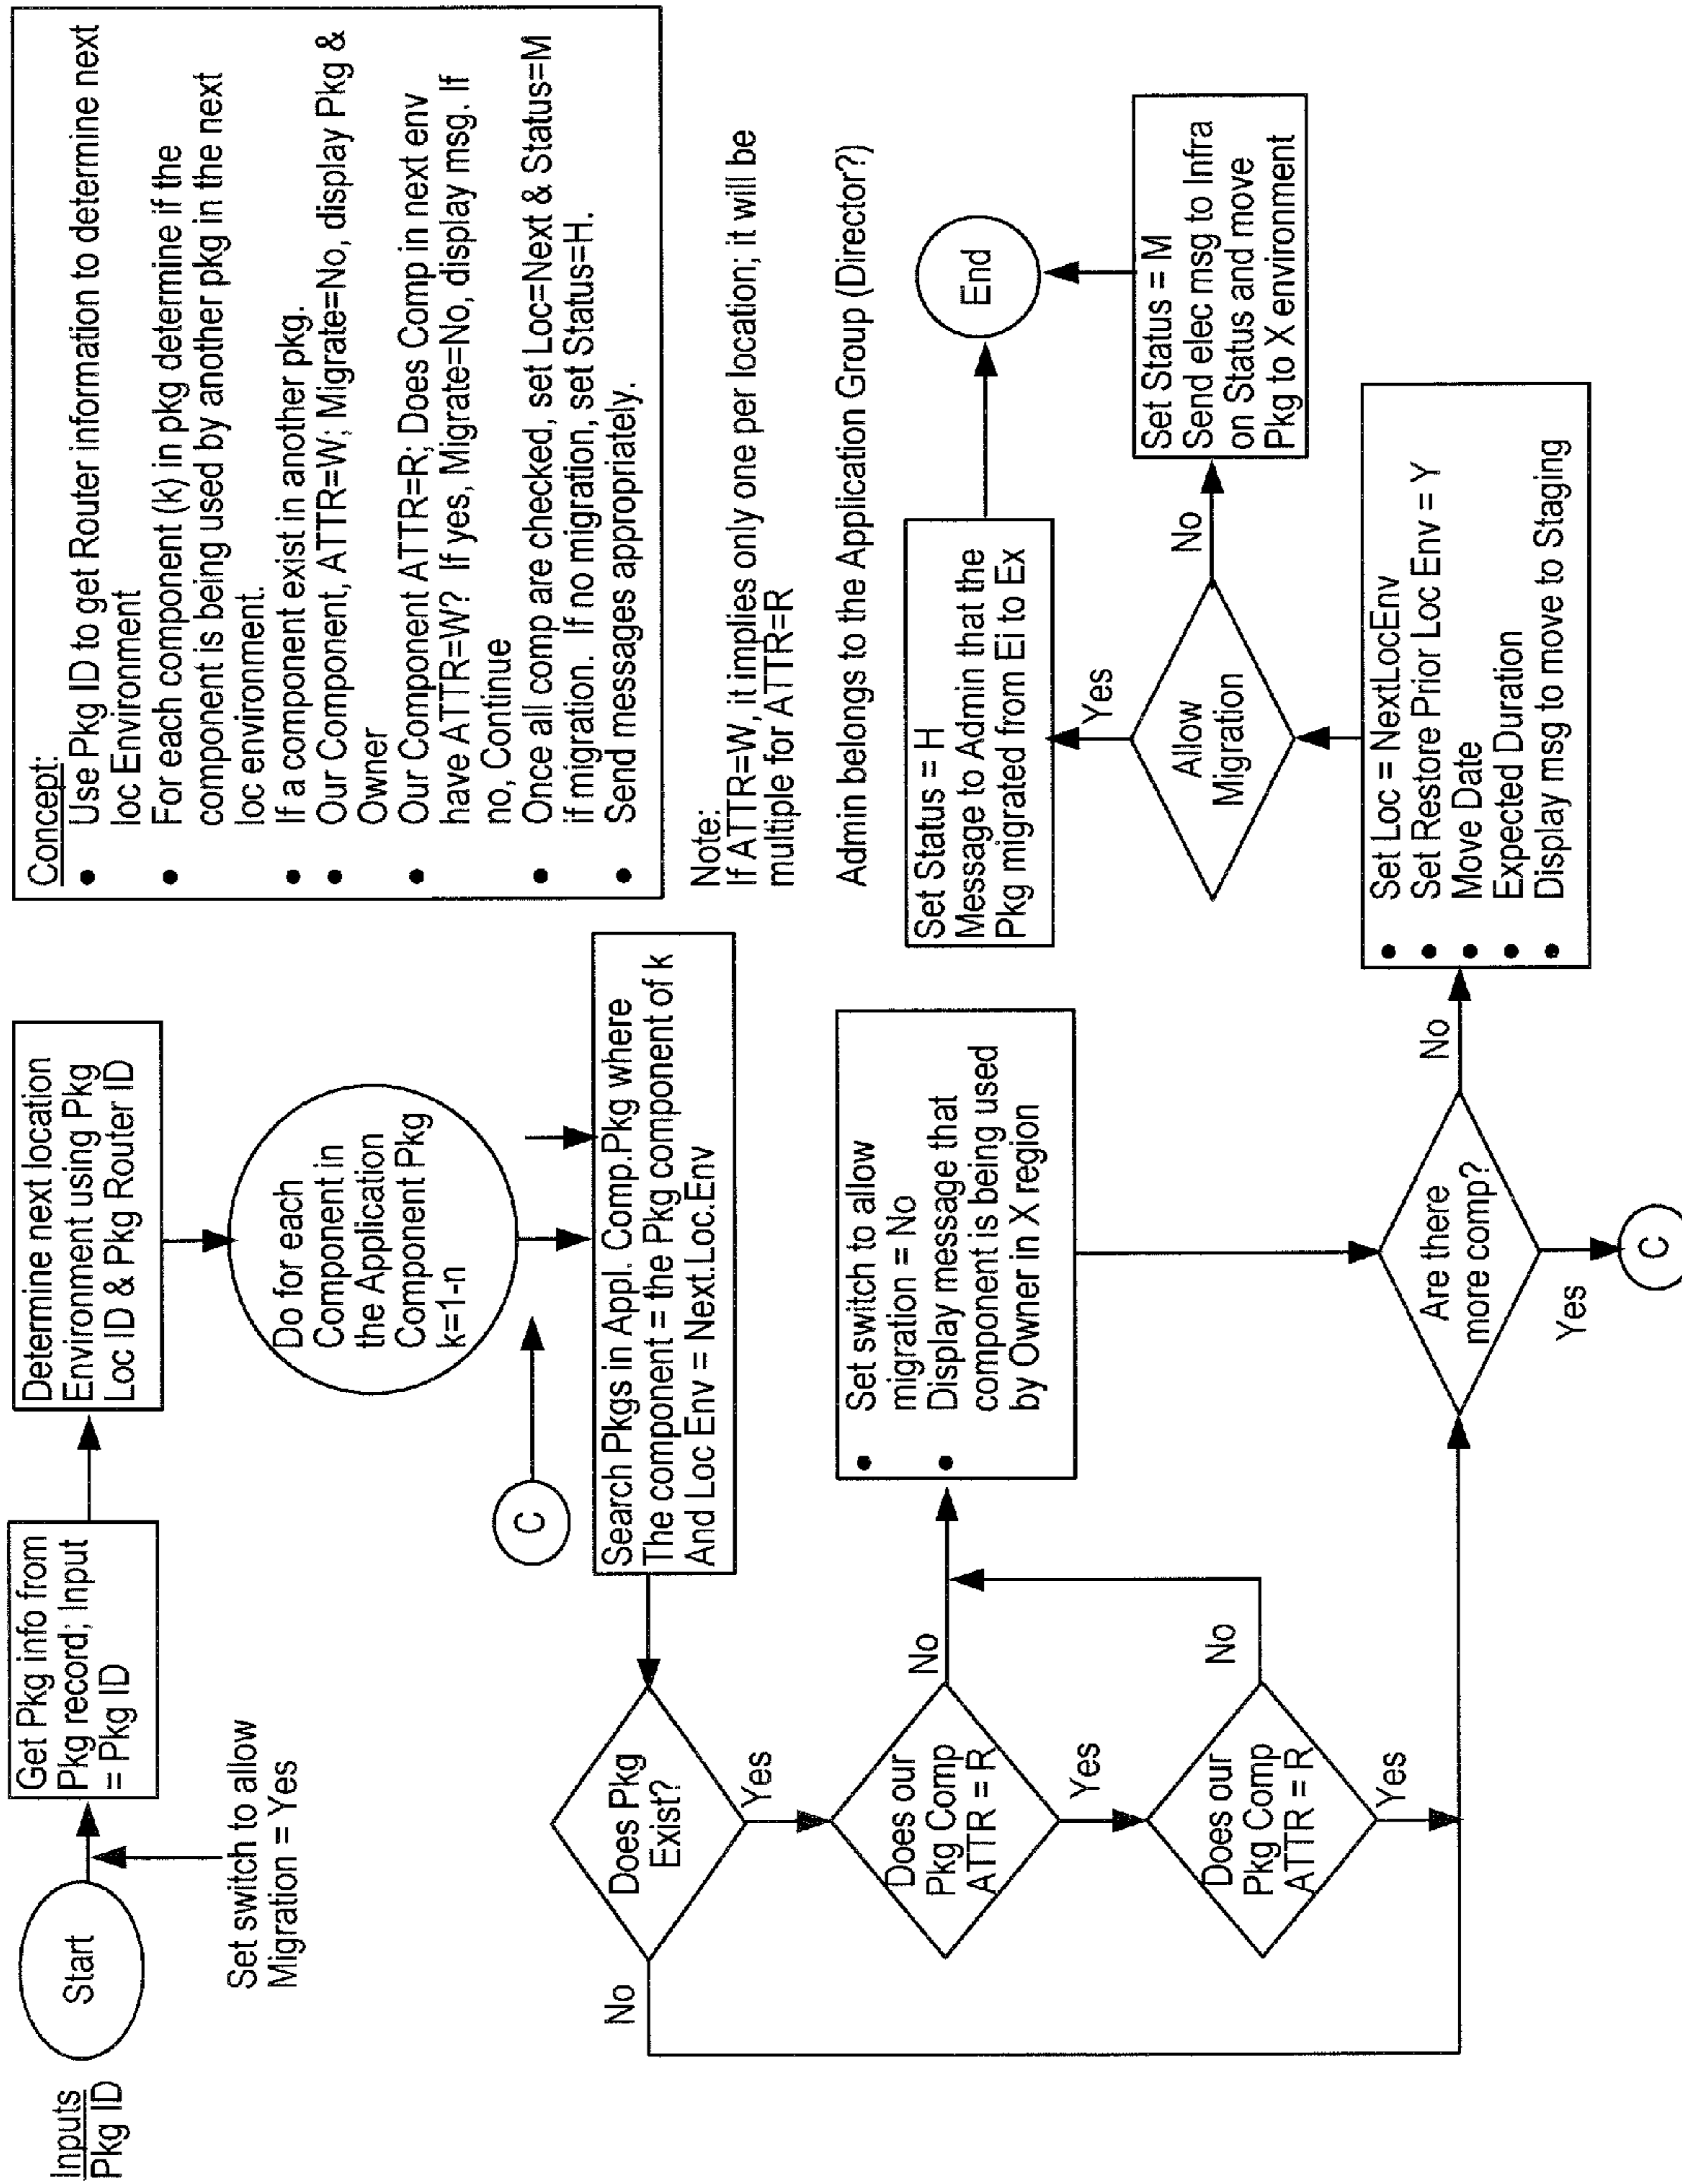 Inputs
Pkg ID
Start
Set switch to allow
Migration = Yes
Get Pkg info from
Pkg record; Input
= Pkg ID
Determine next location
Environment using Pkg
Loc ID & Pkg Router ID
Do for each
Component in
the Application
Component Pkg
k=1-n
C
Search Pkgs in Appl. Comp.Pkg where
The component = the Pkg component of k
And Loc Env = Next.Loc.Env
Concept:
● Use Pkg ID to get Router information to determine next
loc Environment
● For each component (k) in pkg determine if the
component is being used by another pkg in the next
loc environment.
● If a component exist in another pkg.
● Our Component, ATTR=W; Migrate=No, display Pkg &
Owner
● Our Component ATTR=R; Does Comp in next env
have ATTR=W? If yes, Migrate=No, display msg. If
no, Continue
● Once all comp are checked, set Loc=Next & Status=M
if migration. If no migration, set Status=H.
● Send messages appropriately.
Note:
If ATTR=W, it implies only one per location; it will be
multiple for ATTR=R
Admin belongs to the Application Group (Director?)
Does Pkg
Exist?
No
Yes
Does our
Pkg Comp
ATTR = R
No
Yes
Does our
Pkg Comp
ATTR = R
No
Yes
● Set switch to allow
migration = No
● Display message that
component is being used
by Owner in X region
Are there
more comp?
No
Yes
C
● Set Loc = NextLocEnv
● Set Restore Prior Loc Env = Y
● Move Date
● Expected Duration
● Display msg to move to Staging
Allow
Migration
Yes
No
Set Status = H
Message to Admin that the
Pkg migrated from Ei to Ex
Set Status = M
Send elec msg to Infra
on Status and move
Pkg to X environment
End